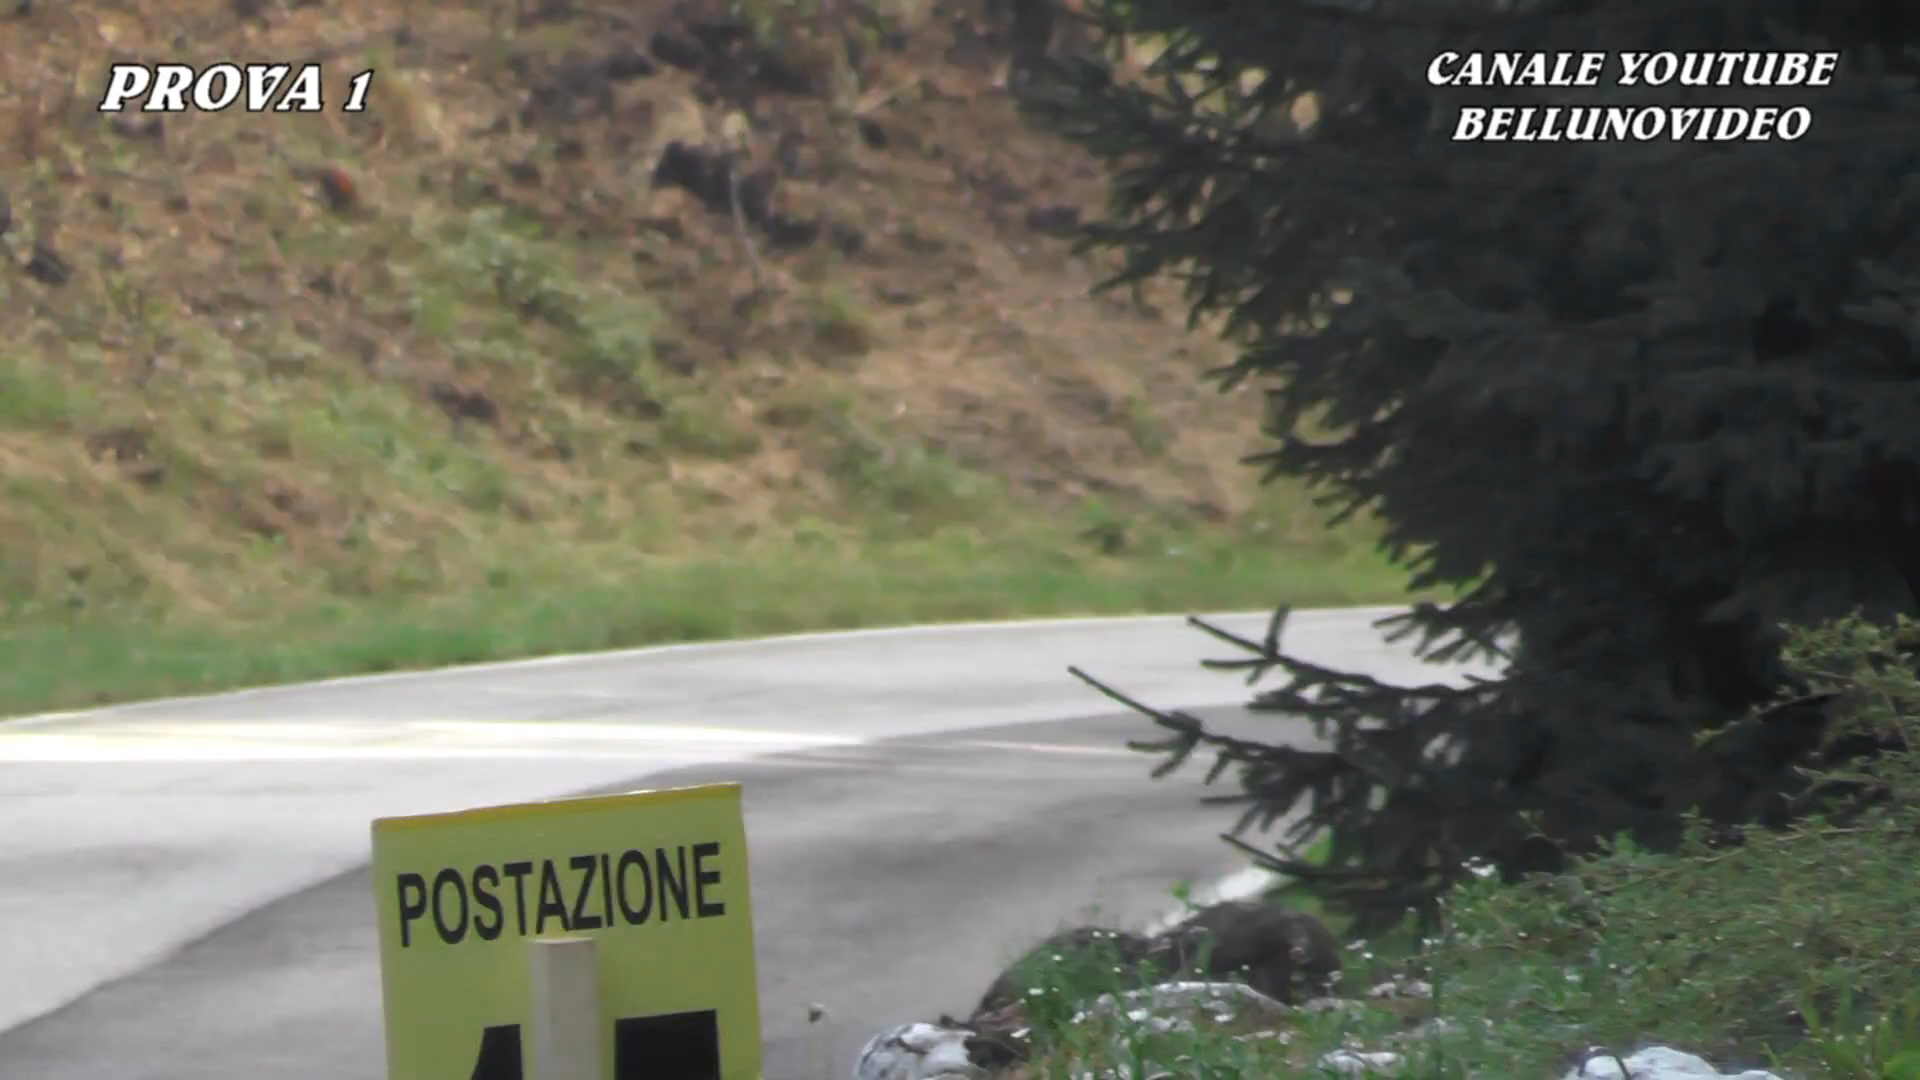 PROVA 1
CANALE YOUTUBE
BELLUNOVIDEO
POSTAZIONE